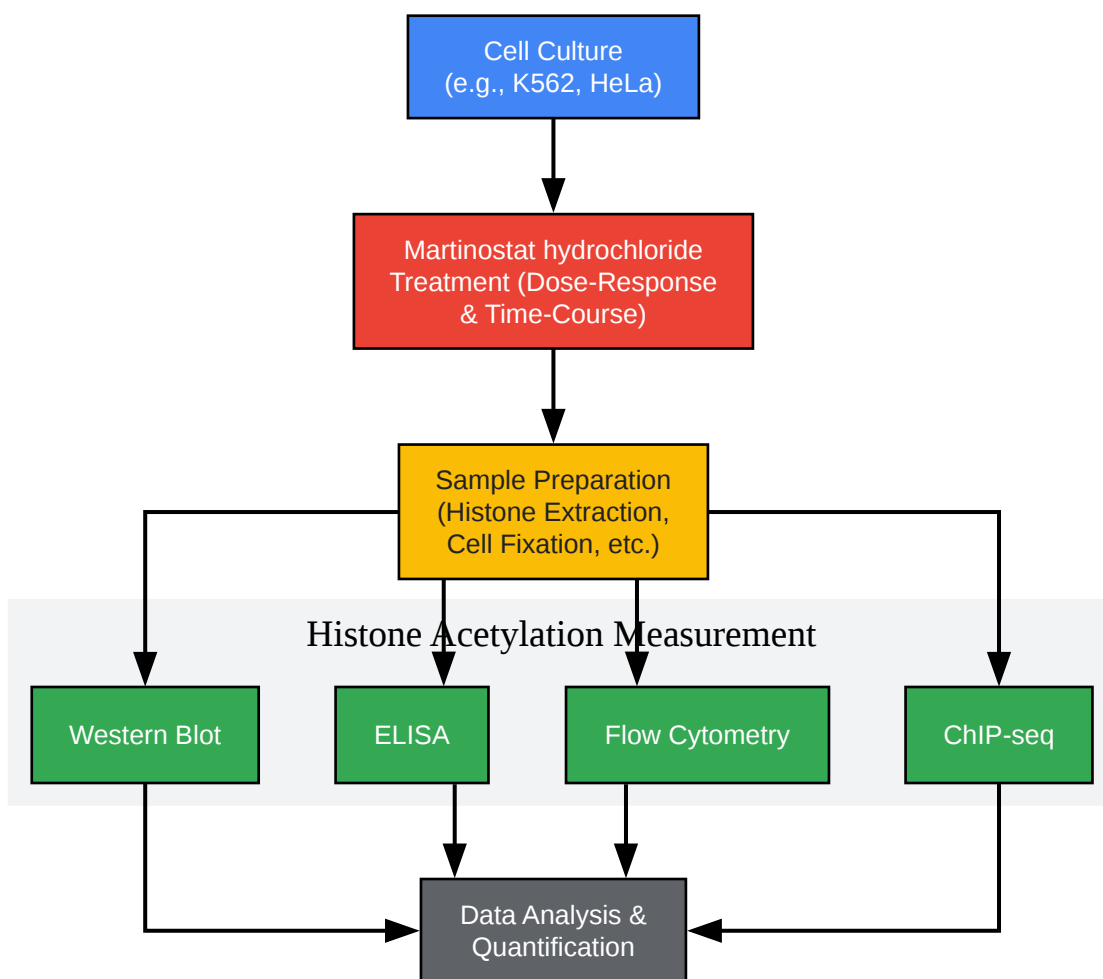 Cell Culture
(e.g., K562, HeLa)
Martinostat hydrochloride
Treatment (Dose-Response
& Time-Course)
Sample Preparation
(Histone Extraction,
Cell Fixation, etc.)
Histone Acetylation Measurement
Western Blot
ELISA
Flow Cytometry
ChIP-seq
Data Analysis &
Quantification